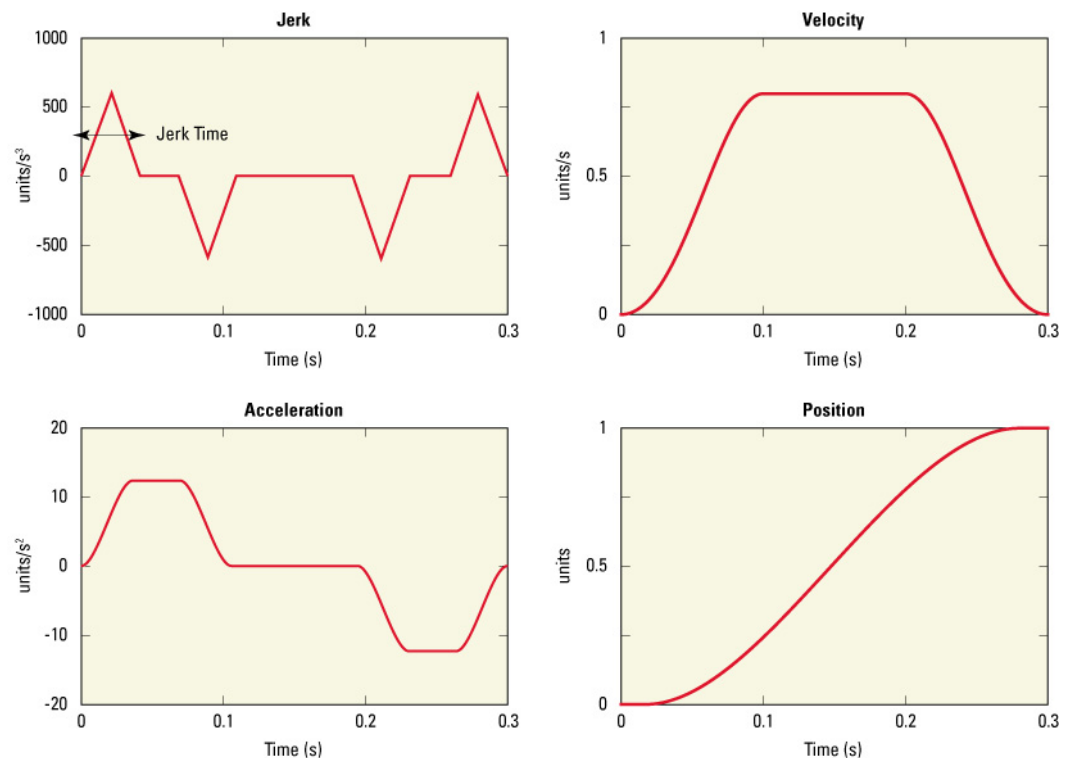 Jerk
1000
500
0
-500
-1000
units/s³
Jerk Time
0 0.1 0.2 0.3
Time (s)
Velocity
1
0.5
0
units/s
0 0.1 0.2 0.3
Time (s)
Acceleration
20
10
0
-10
-20
units/s²
0 0.1 0.2 0.3
Time (s)
Position
1
0.5
0
units
0 0.1 0.2 0.3
Time (s)